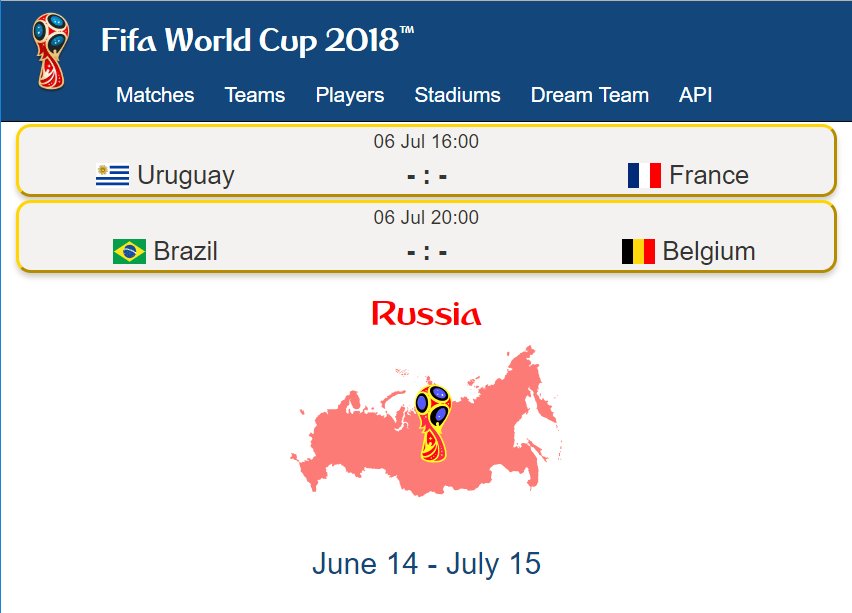 Fifa World Cup 2018™
Matches Teams Players Stadiums Dream Team API
06 Jul 16:00
Uruguay - : - France
06 Jul 20:00
Brazil - : - Belgium
Russia
June 14 - July 15